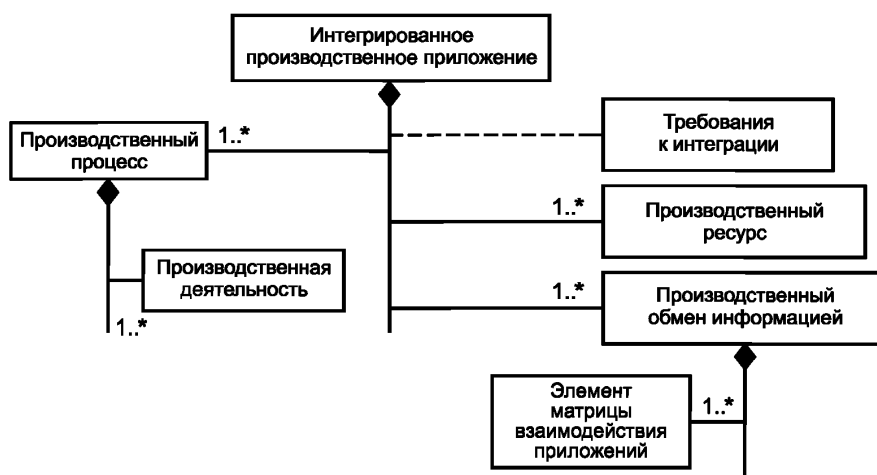 Интегрированное
производственное приложение
1..*
Производственный
процесс
Требования
к интеграции
1..*
Производственный
ресурс
Производственная
деятельность
1..*
1..*
Производственный
обмен информацией
Элемент
матрицы
взаимодействия
приложений
1..*